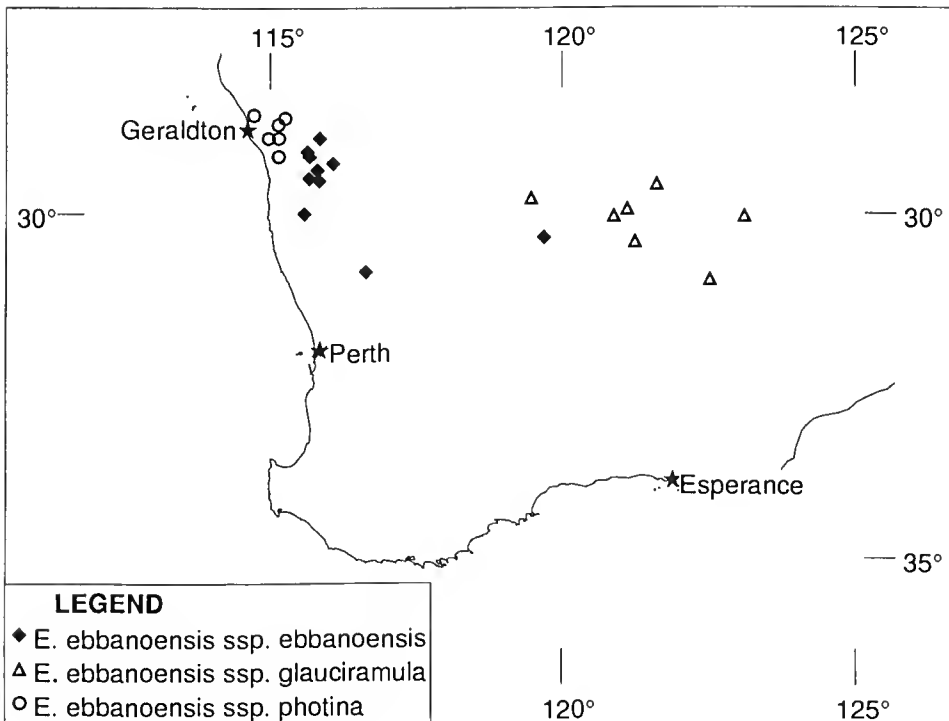 115° 120° 125°
Geraldton
30° 30°
Perth
Esperance
35°
LEGEND
E. ebbanoensis ssp. ebbanoensis
E. ebbanoensis ssp. glauciramula
E. ebbanoensis ssp. photina
120° 125°